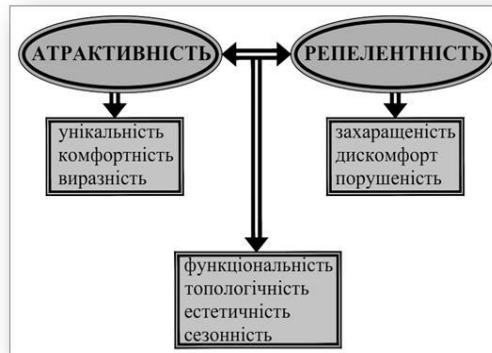 АТРАКТИВНІСТЬ
РЕПЕЛЕНТНІСТЬ
унікальність
комфортність
виразність
захаращеність
дискомфорт
порушеність
функціональність
топологічність
естетичність
сезонність